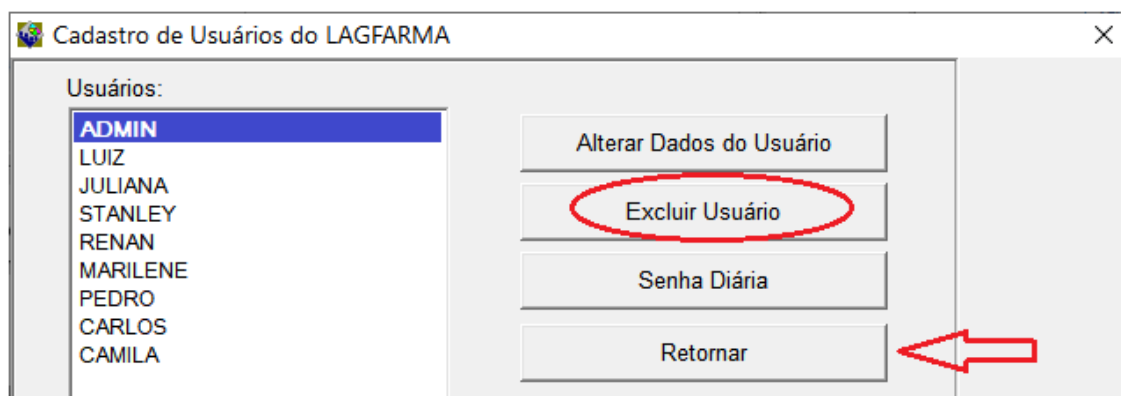 Cadastro de Usuários do LAGFARMA
Usuários:
ADMIN
LUIZ
JULIANA
STANLEY
RENAN
MARILENE
PEDRO
CARLOS
CAMILA
Alterar Dados do Usuário
Excluir Usuário
Senha Diária
Retornar